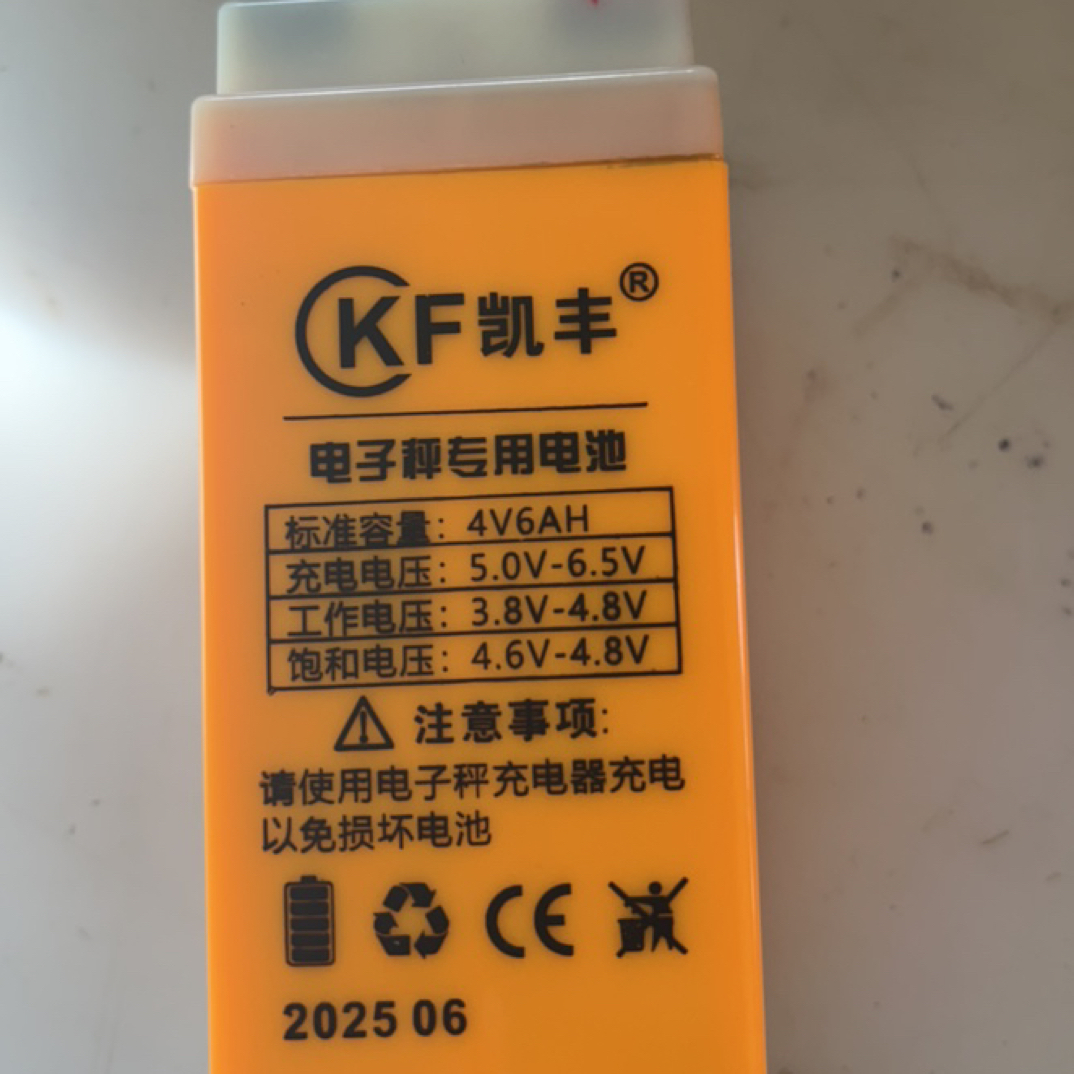 KF凯丰®
电子秤专用电池
标准容量：4V6AH
充电电压：5.0V-6.5V
工作电压：3.8V-4.8V
饱和电压：4.6V-4.8V
注意事项:
请使用电子秤充电器充电
以免损坏电池
CE
2025 06